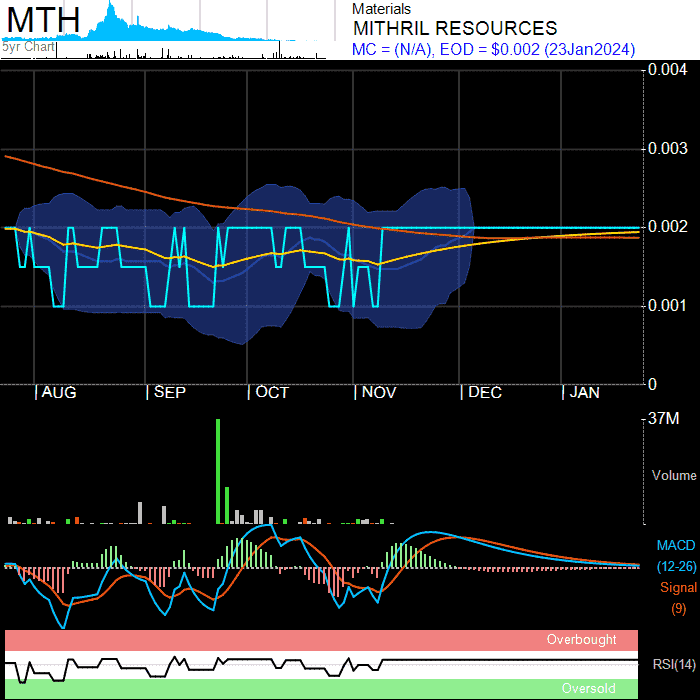 MTH
5yr Chart
Materials
MITHRIL RESOURCES
MC = (N/A), EOD = $0.002 (23Jan2024)
0.004
0.003
0.002
0.001
0
AUG
SEP
OCT
NOV
DEC
JAN
37M
Volume
MACD
(12-26)
Signal
(9)
Overbought
RSI(14)
Oversold